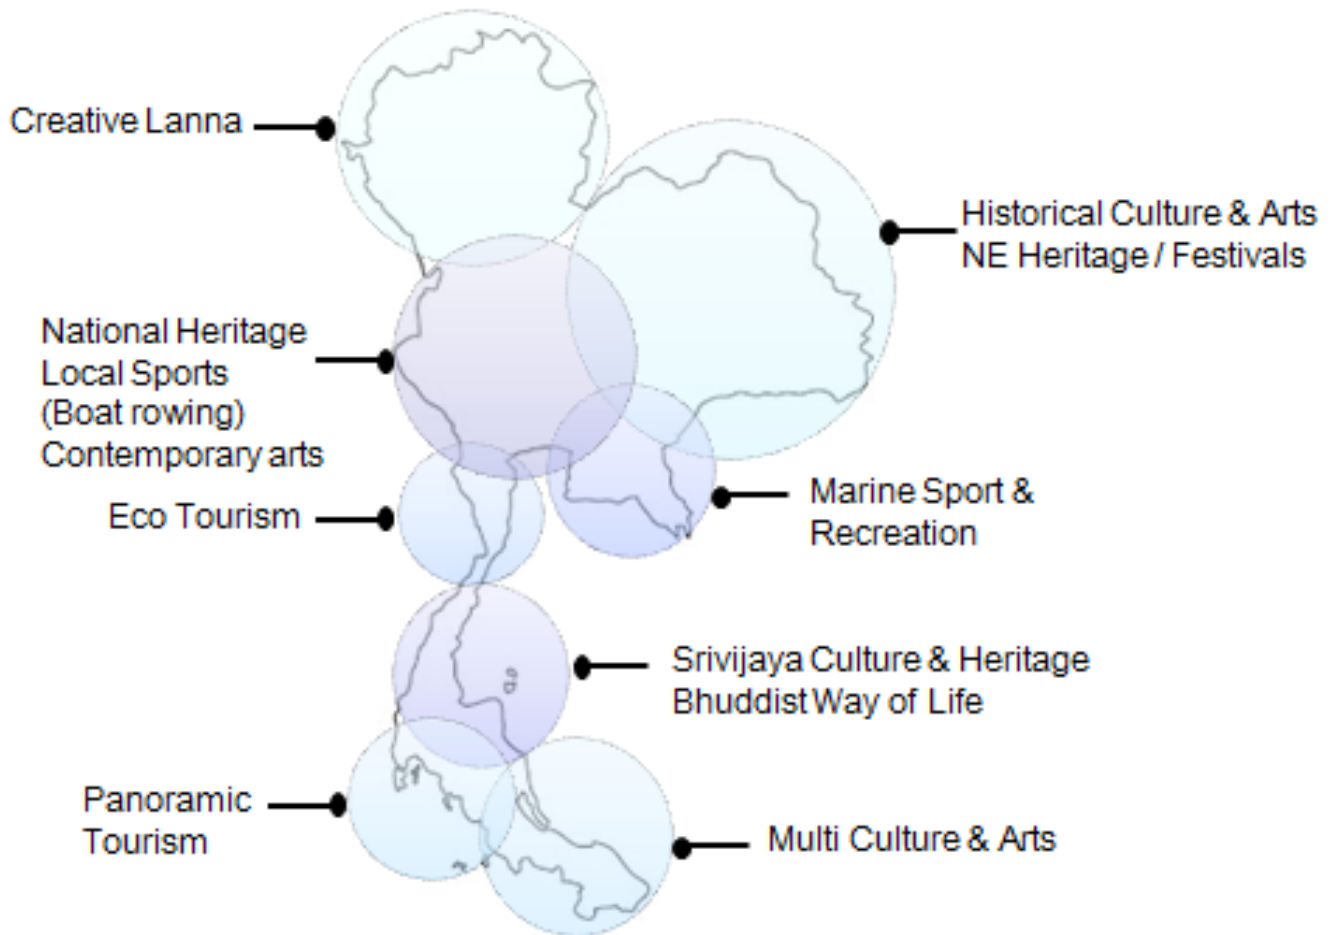 Creative Lanna
Historical Culture & Arts
NE Heritage / Festivals
National Heritage
Local Sports
(Boat rowing)
Contemporary arts
Eco Tourism
Marine Sport &
Recreation
Srivijaya Culture & Heritage
Bhuddist Way of Life
Panoramic
Tourism
Multi Culture & Arts